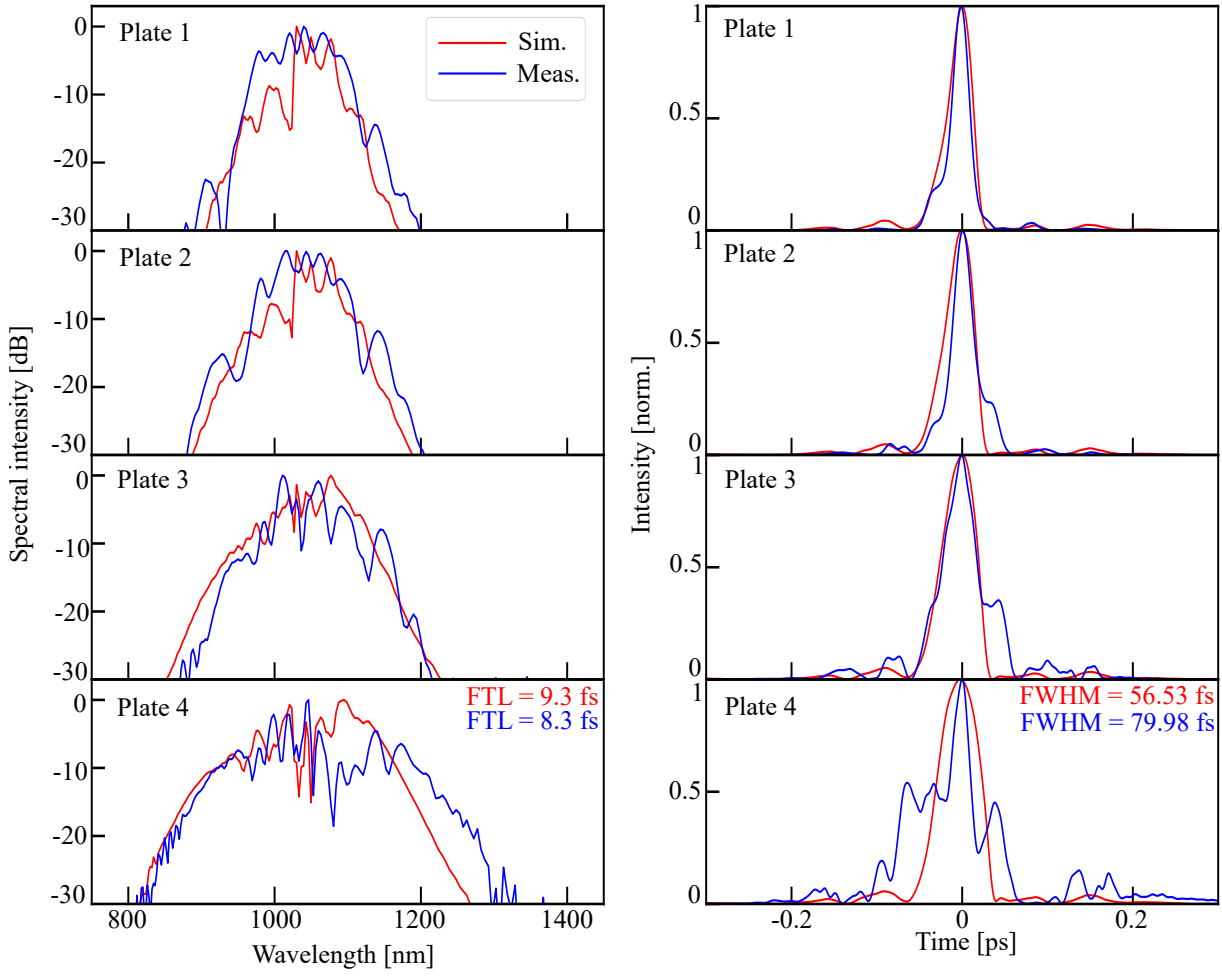 Plate 1
Sim.
Meas.
0
-10
-20
-30
Plate 2
0
-10
-20
-30
Plate 3
0
-10
-20
-30
Plate 4
FTL = 9.3 fs
FTL = 8.3 fs
0
-10
-20
-30
800
1000
1200
1400
Wavelength [nm]
Spectral intensity [dB]
Plate 1
1
0.5
0
Plate 2
1
0.5
0
Plate 3
1
0.5
0
Plate 4
FWHM = 56.53 fs
FWHM = 79.98 fs
1
0.5
0
-0.2
0
0.2
Time [ps]
Intensity [norm.]